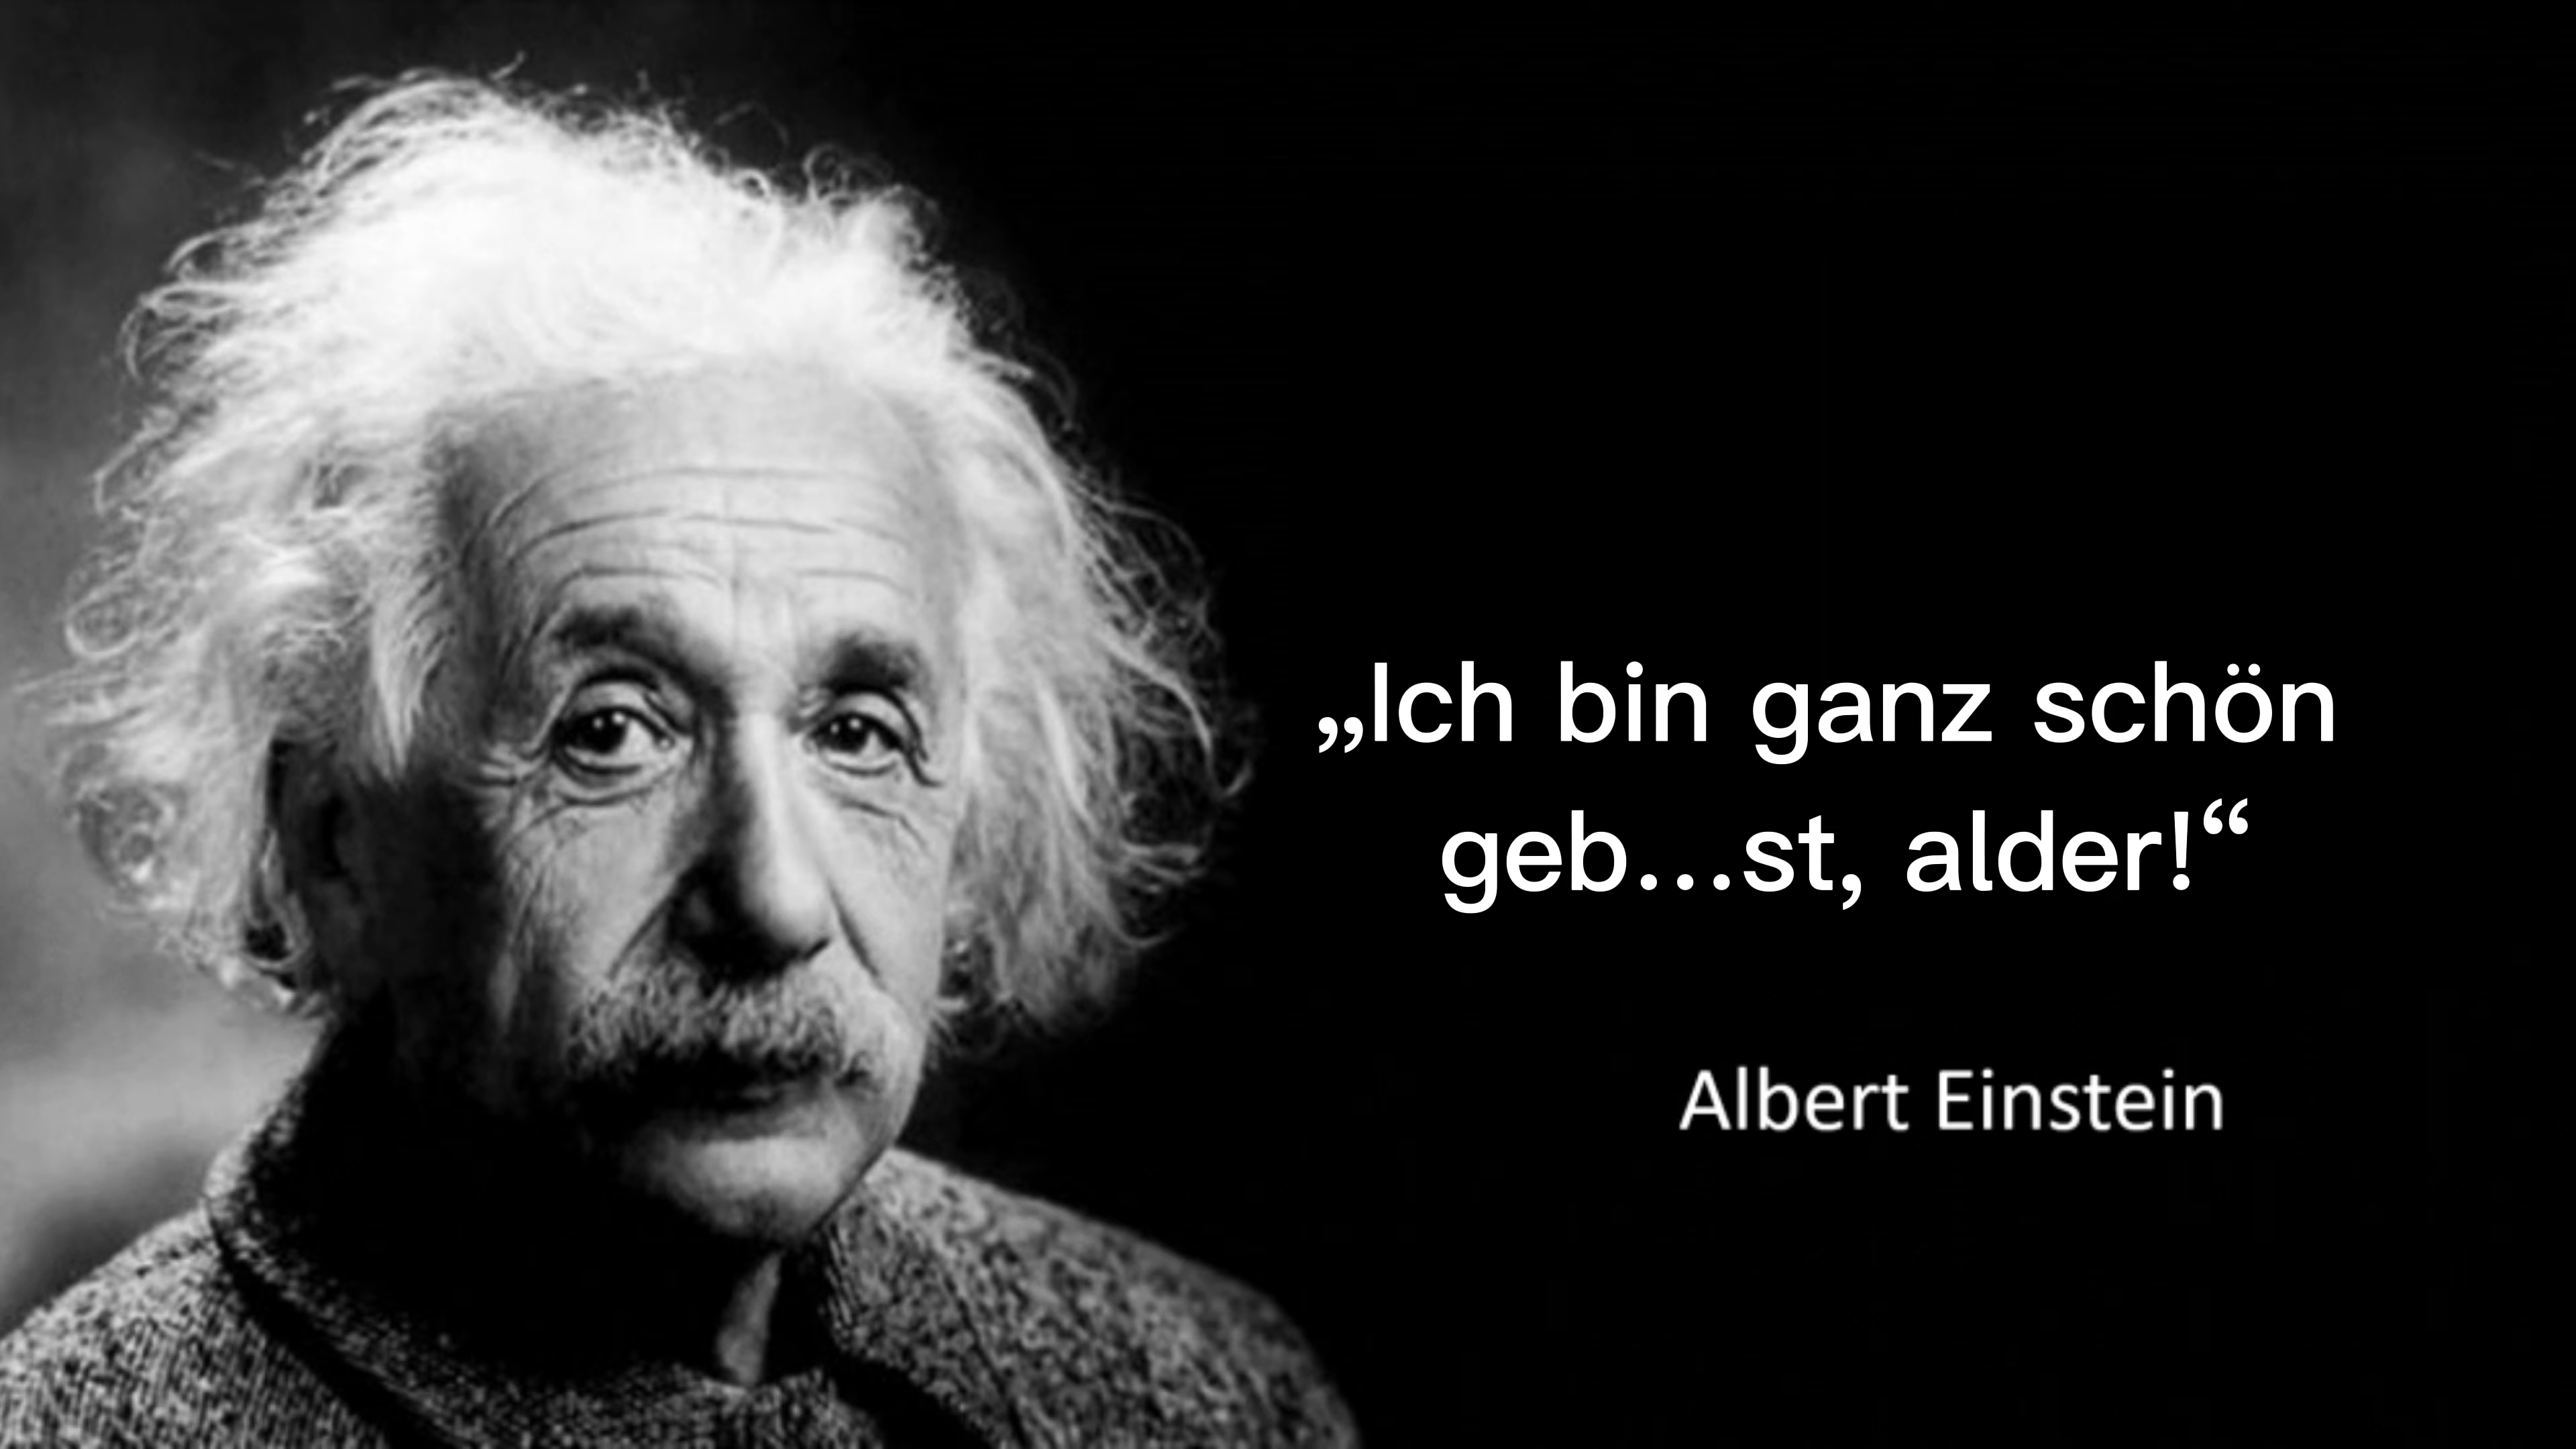 „Ich bin ganz schön
geb...st, alder!“
Albert Einstein